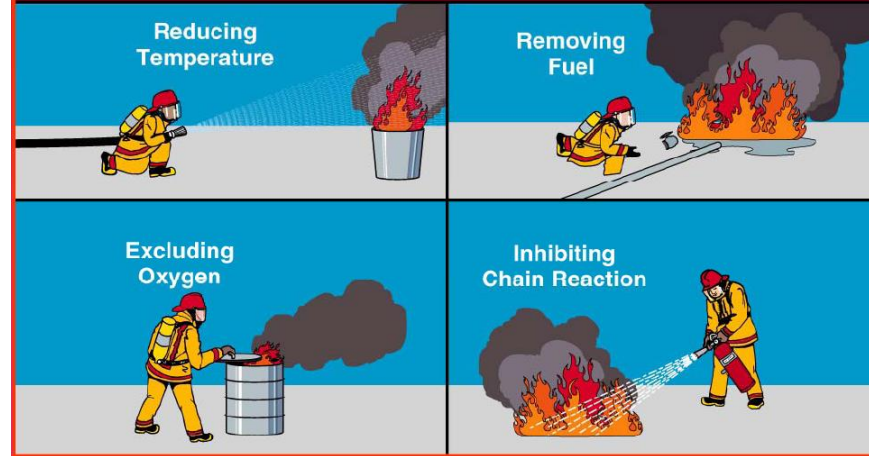 Reducing
Temperature
Removing
Fuel
Excluding
Oxygen
Inhibiting
Chain Reaction